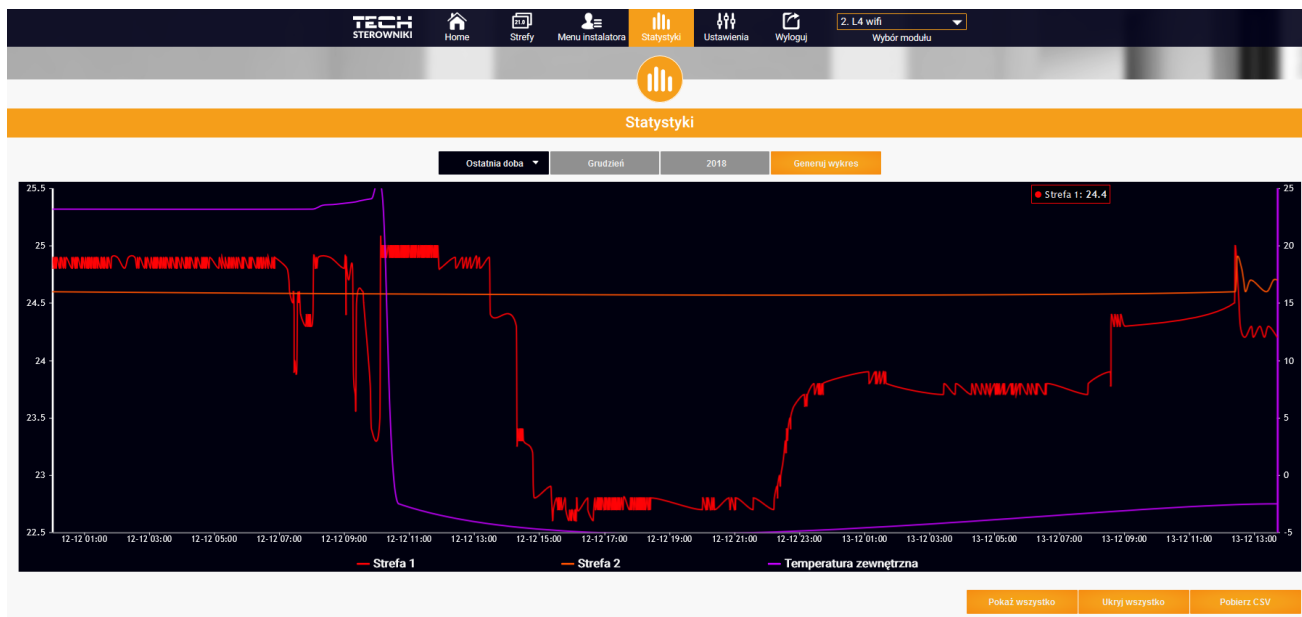 TECH
STEROWNIKI
Home
21.0
Strefy
Menu instalatora
Statystyki
Ustawienia
Wyloguj
2. L4 wifi
Wybór modułu
Statystyki
Ostatnia doba Grudzień 2018 Generuj wykres
Strefa 1: 24.4
25.5
25
24.5
24
23.5
23
22.5
25
20
15
10
5
0
-5
12-12 01:00 12-12 03:00 12-12 05:00 12-12 07:00 12-12 09:00 12-12 11:00 12-12 13:00 12-12 15:00 12-12 17:00 12-12 19:00 12-12 21:00 12-12 23:00 13-12 01:00 13-12 03:00 13-12 05:00 13-12 07:00 13-12 09:00 13-12 11:00 13-12 13:00
Strefa 1 Strefa 2 Temperatura zewnętrzna
Pokaż wszystko Ukryj wszystko Pobierz CSV